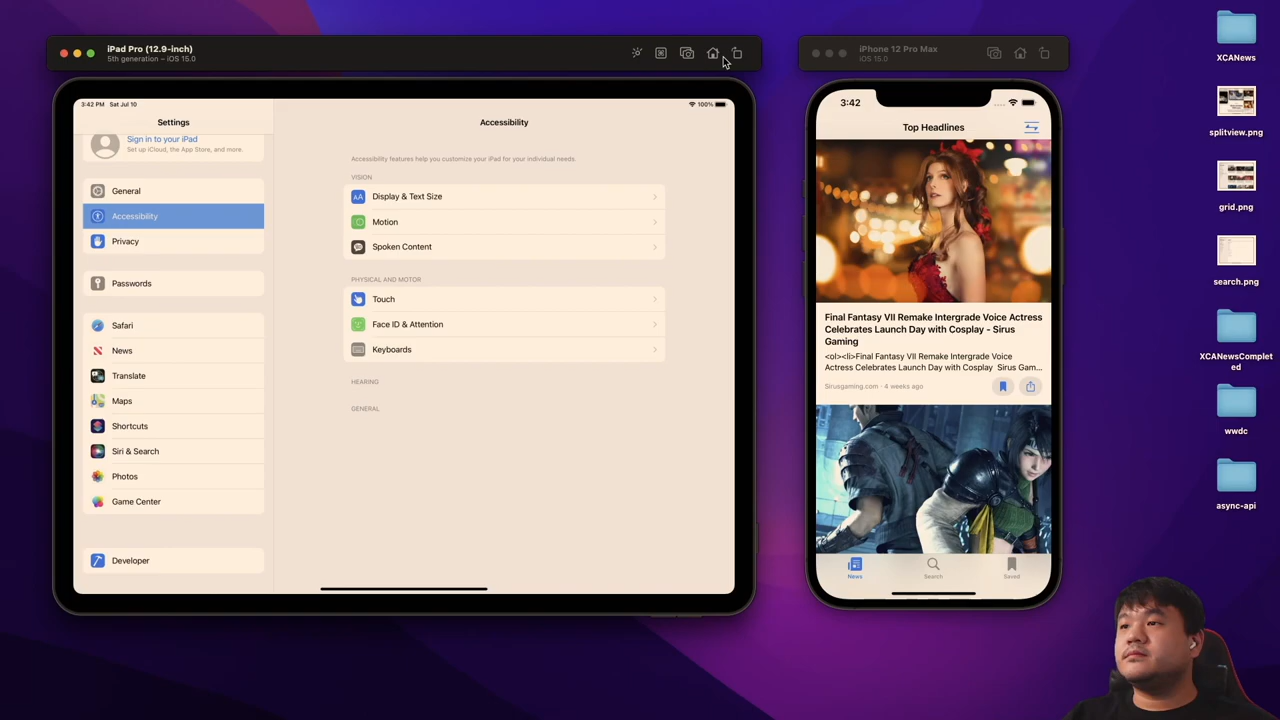 iPad Pro (12.9-inch)
5th generation – iOS 15.0
3:42 PM Sat Jul 10
100%
Settings
Sign in to your iPad
Set up iCloud, the App Store, and more.
General
Accessibility
Privacy
Passwords
Safari
News
Translate
Maps
Shortcuts
Siri & Search
Photos
Game Center
Developer
Accessibility
Accessibility features help you customize your iPad for your individual needs.
VISION
AA
Display & Text Size
Motion
Spoken Content
PHYSICAL AND MOTOR
Touch
Face ID & Attention
Keyboards
HEARING
GENERAL
iPhone 12 Pro Max
iOS 15.0
3:42
Top Headlines
Final Fantasy VII Remake Intergrade Voice Actress
Celebrates Launch Day with Cosplay - Sirus
Gaming
<ol><li>Final Fantasy VII Remake Intergrade Voice
Actress Celebrates Launch Day with Cosplay Sirus Gam...
Sirusgaming.com · 4 weeks ago
News
Search
Saved
XCANews
splitview.png
grid.png
search.png
XCANewsComplet
ed
wwdc
async-api